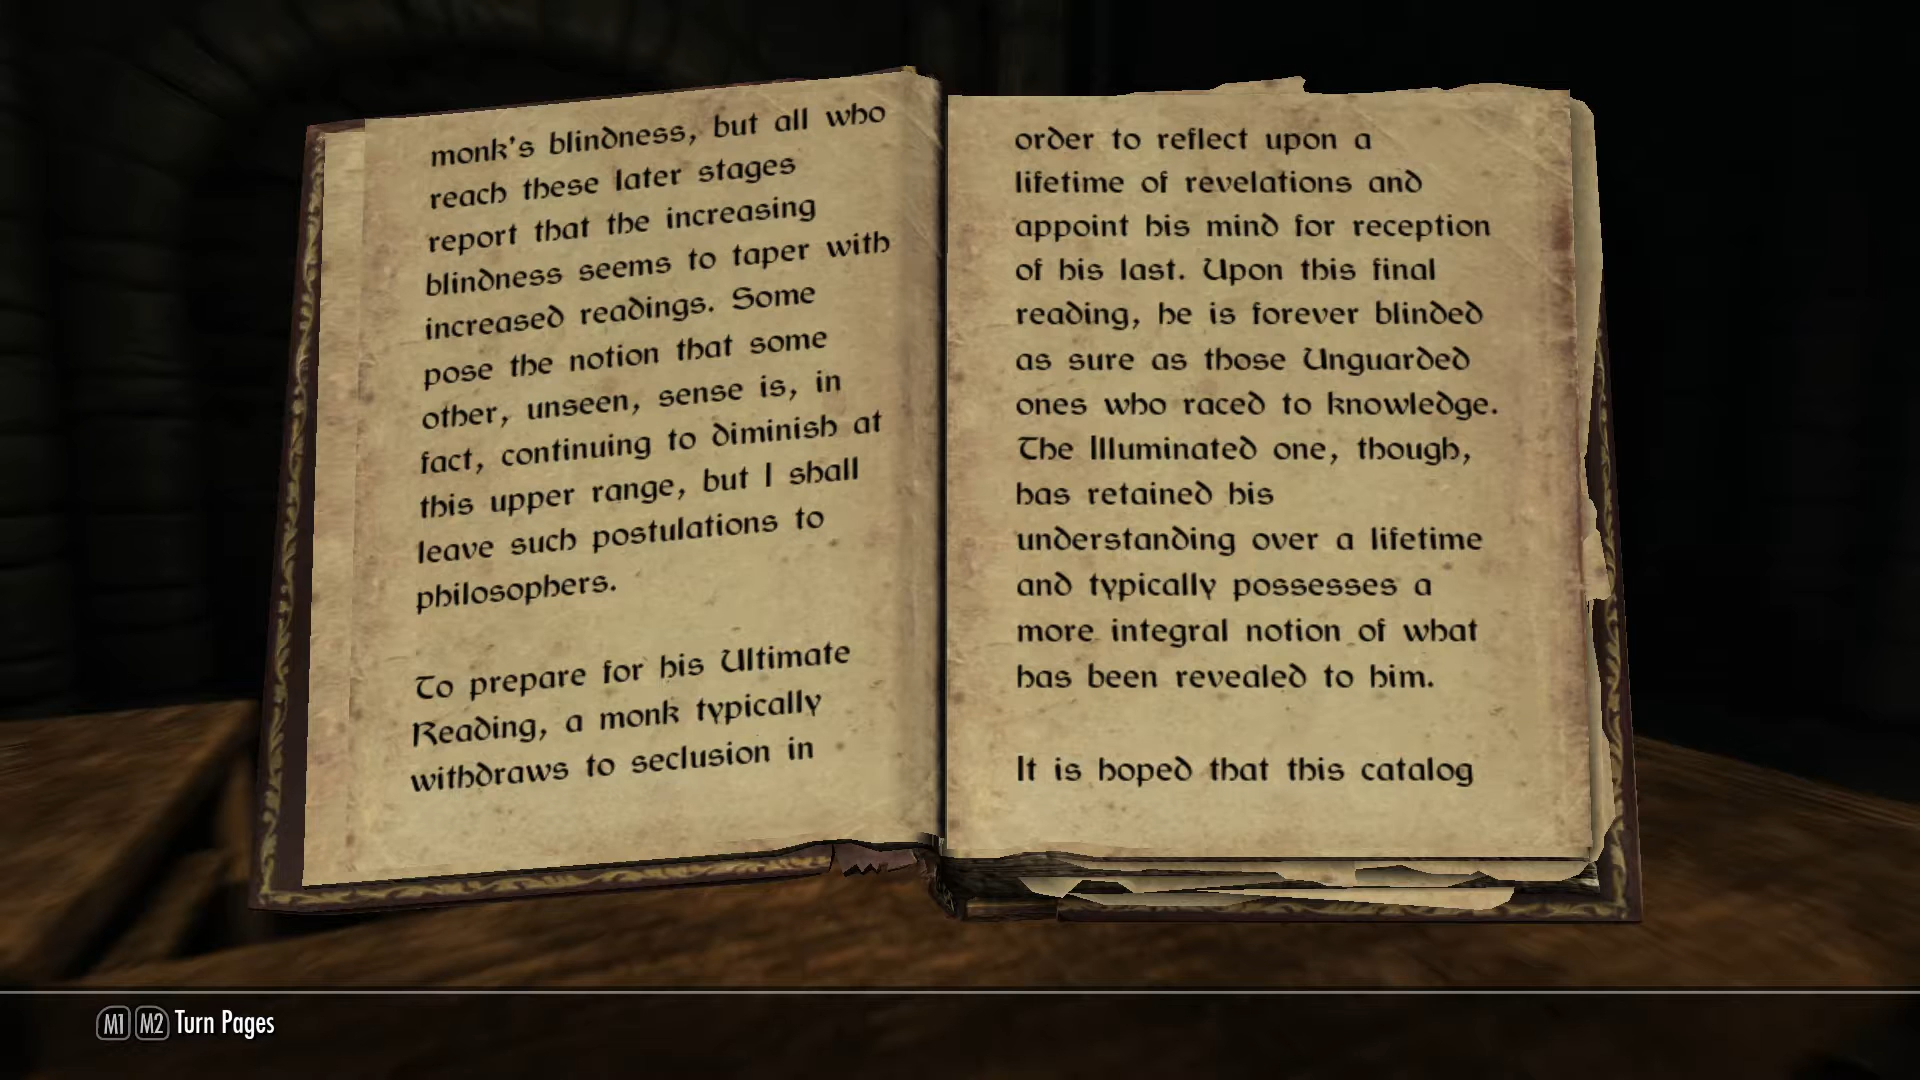 monk's blindness, but all who
reach these later stages
report that the increasing
blindness seems to taper with
increased readings. Some
pose the notion that some
other, unseen, sense is, in
fact, continuing to diminish at
this upper range, but I shall
leave such postulations to
philosophers.
To prepare for his Ultimate
Reading, a monk typically
withdraws to seclusion in
order to reflect upon a
lifetime of revelations and
appoint his mind for reception
of his last. Upon this final
reading, he is forever blinded
as sure as those Unguarded
ones who raced to knowledge.
The Illuminated one, though,
has retained his
understanding over a lifetime
and typically possesses a
more integral notion of what
has been revealed to him.
It is hoped that this catalog
M1 M2 Turn Pages